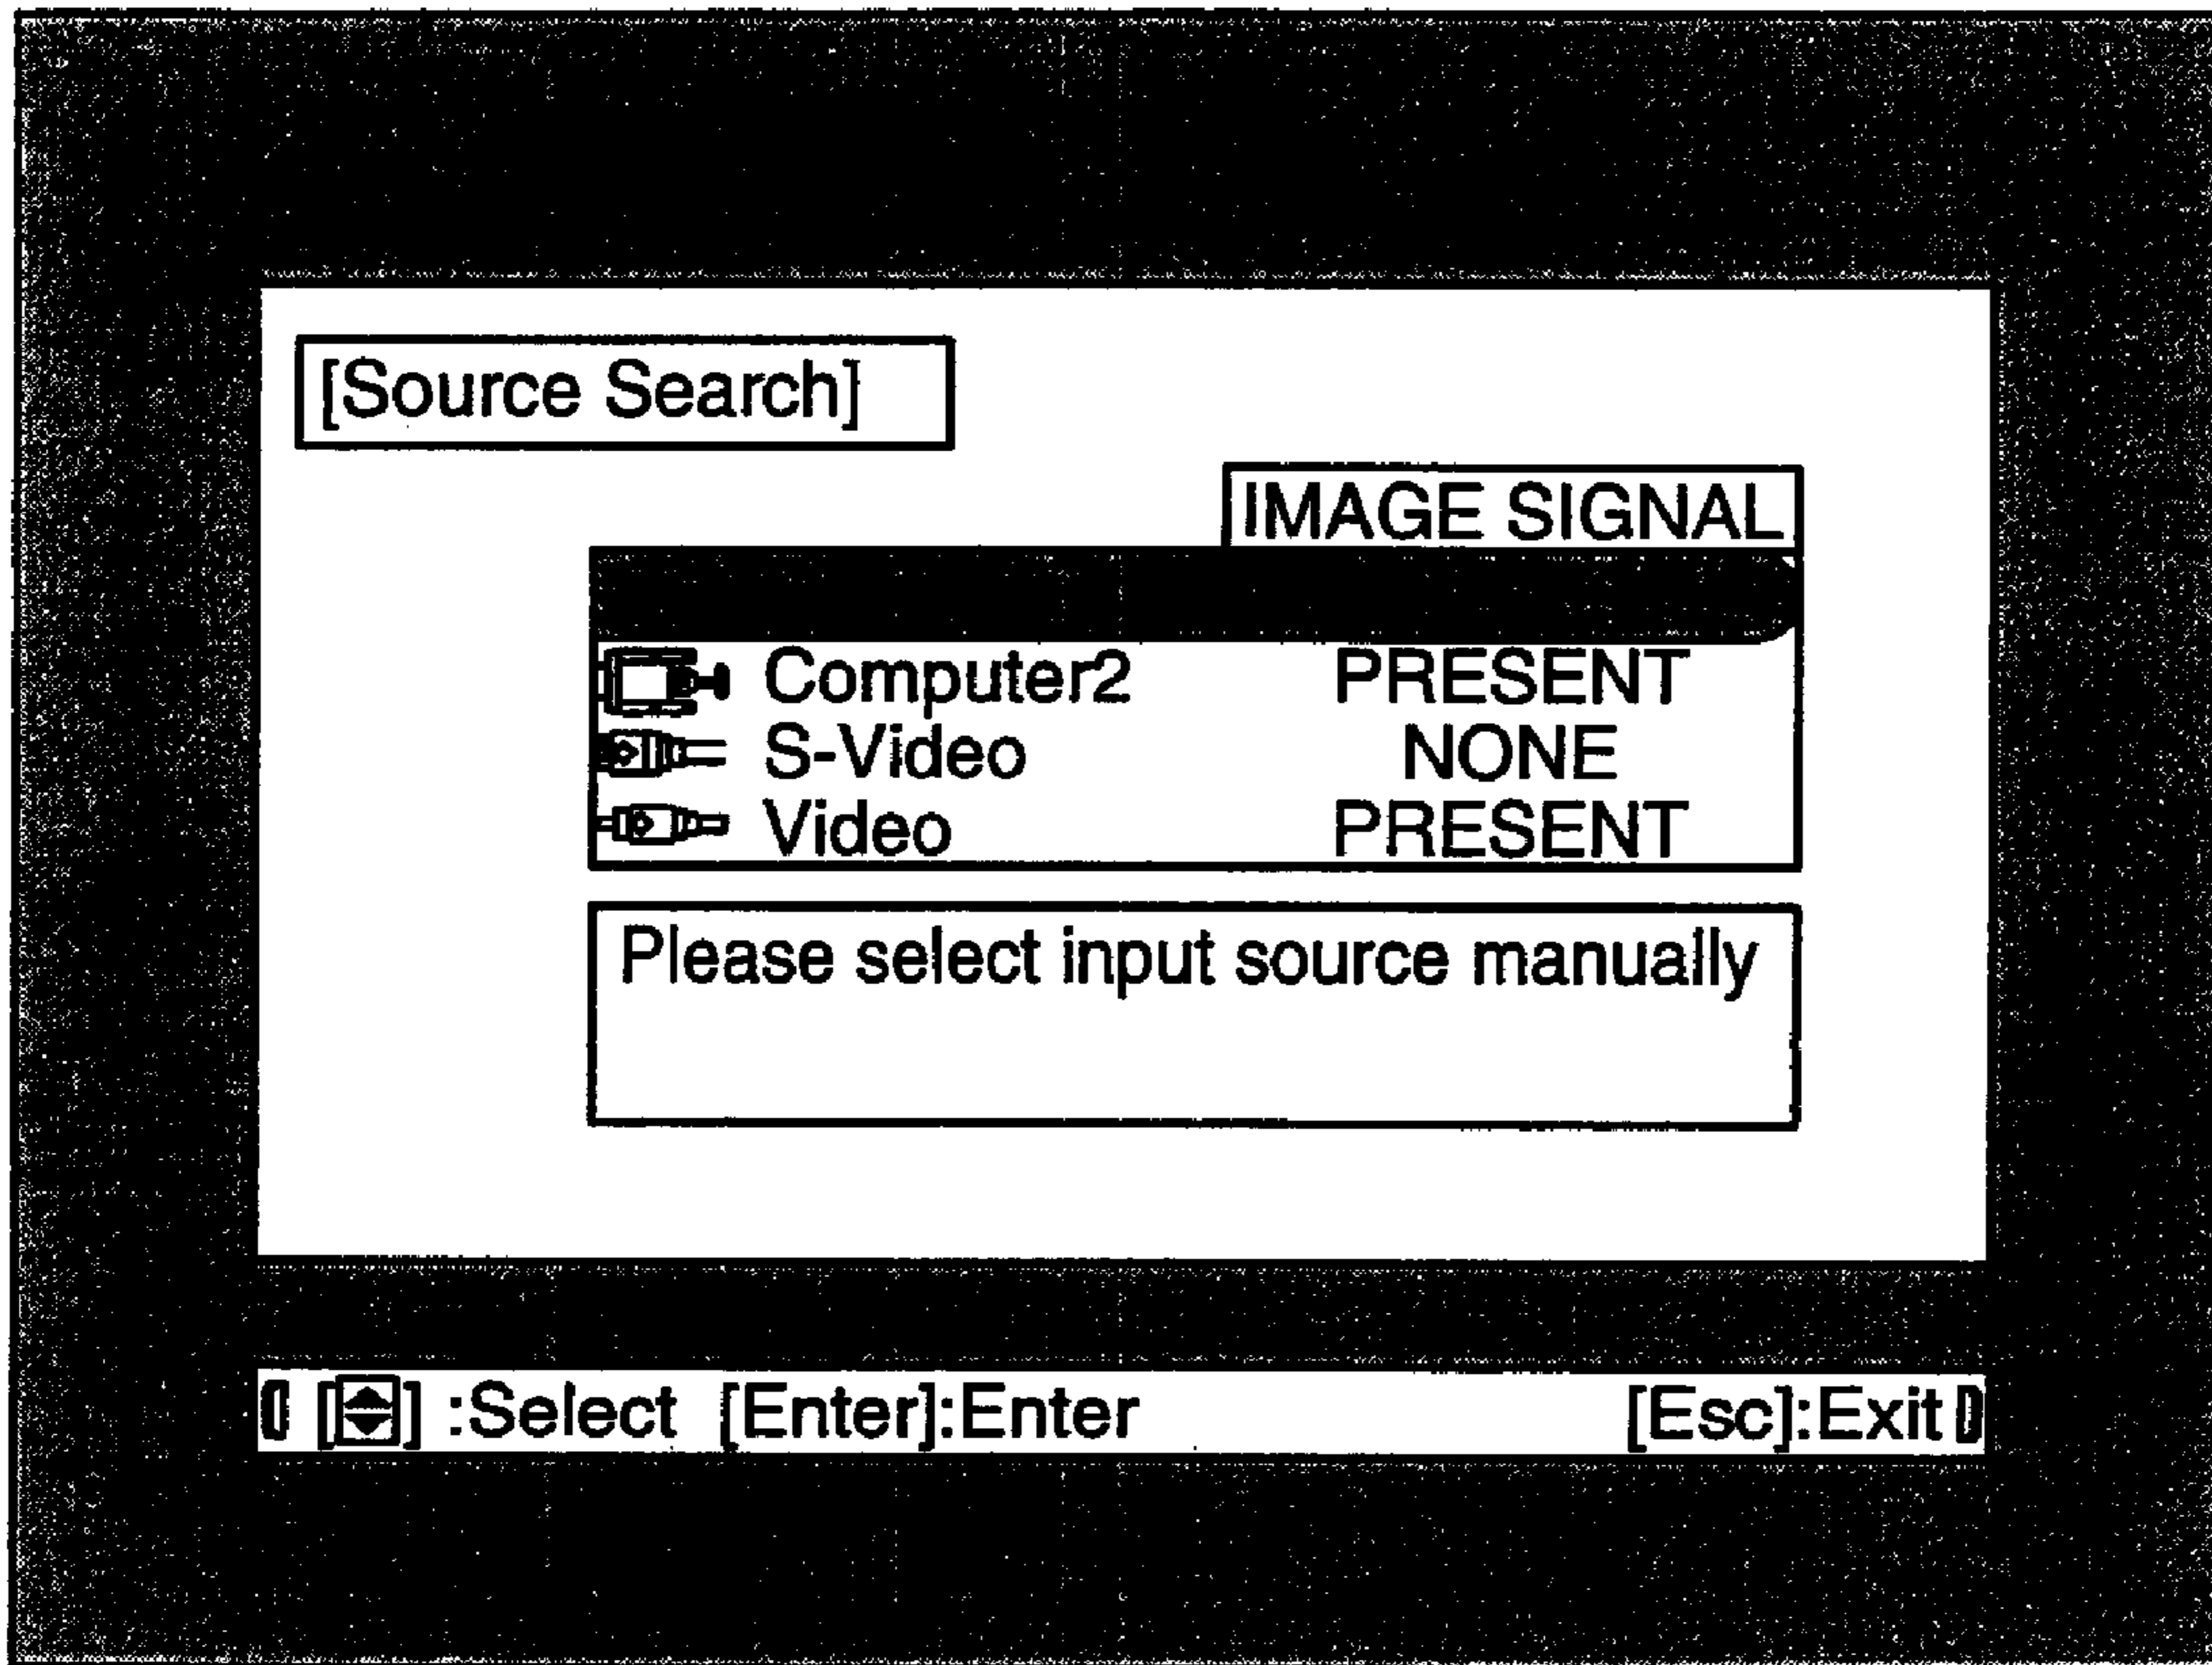 [Source Search]
IMAGE SIGNAL
Computer2 PRESENT
S-Video NONE
Video PRESENT
Please select input source manually
[] :Select [Enter]:Enter [Esc]:Exit